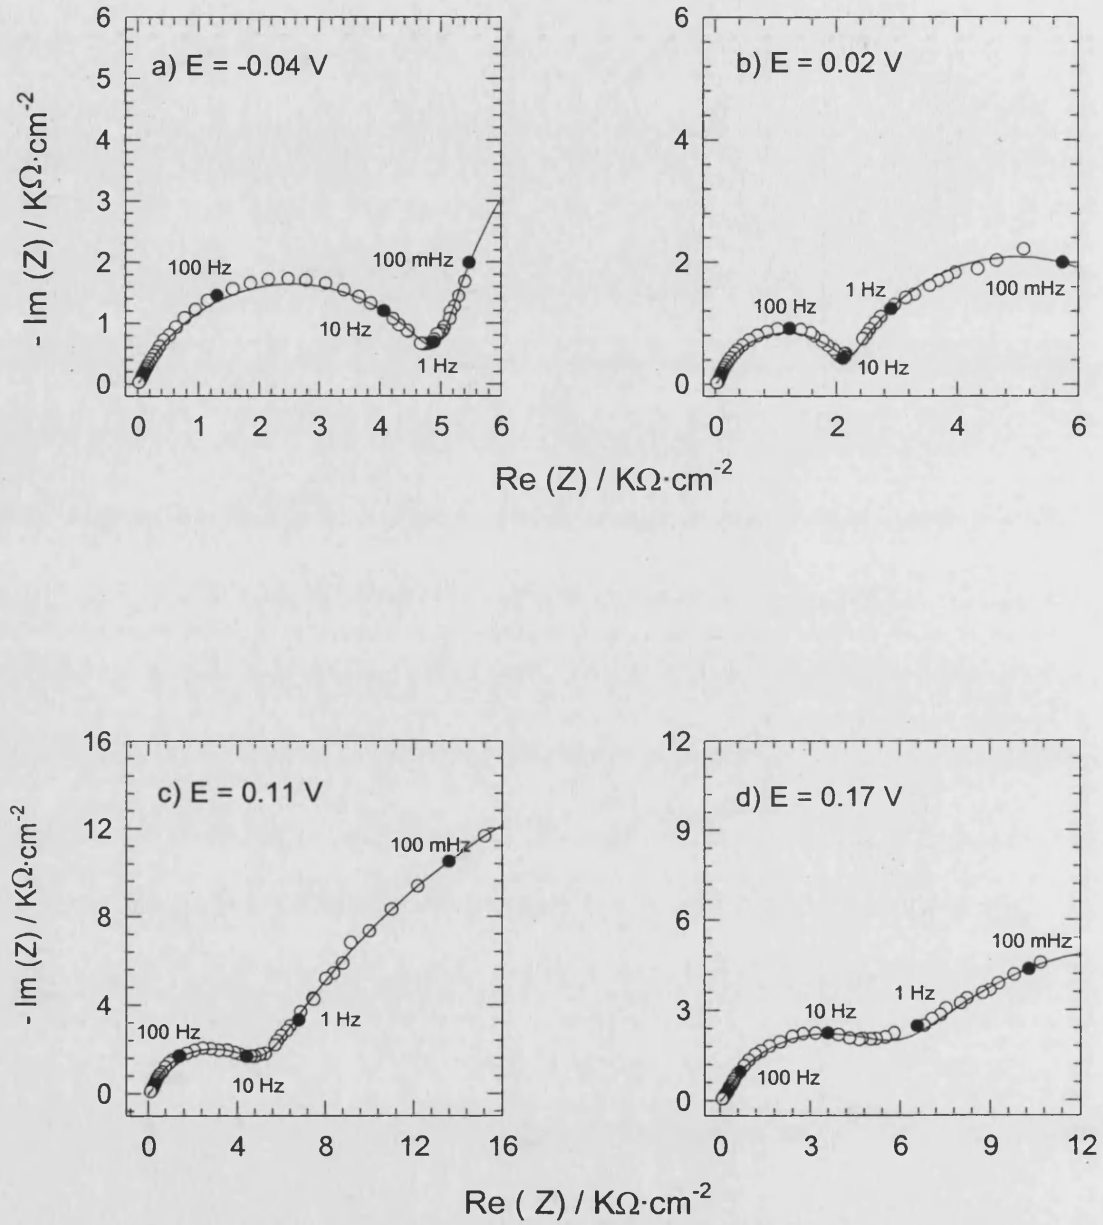 6
5
4
3
2
1
0
- Im (Z) / KΩ·cm-2
a) E = -0.04 V
100 Hz
100 mHz
10 Hz
1 Hz
0 1 2 3 4 5 6
6
4
2
0
b) E = 0.02 V
100 Hz
1 Hz
100 mHz
10 Hz
0 2 4 6
Re (Z) / KΩ·cm-2
16
12
8
4
0
- Im (Z) / KΩ·cm-2
c) E = 0.11 V
100 mHz
100 Hz
1 Hz
10 Hz
0 4 8 12 16
12
9
6
3
0
d) E = 0.17 V
100 mHz
10 Hz
1 Hz
100 Hz
0 3 6 9 12
Re ( Z) / KΩ·cm-2